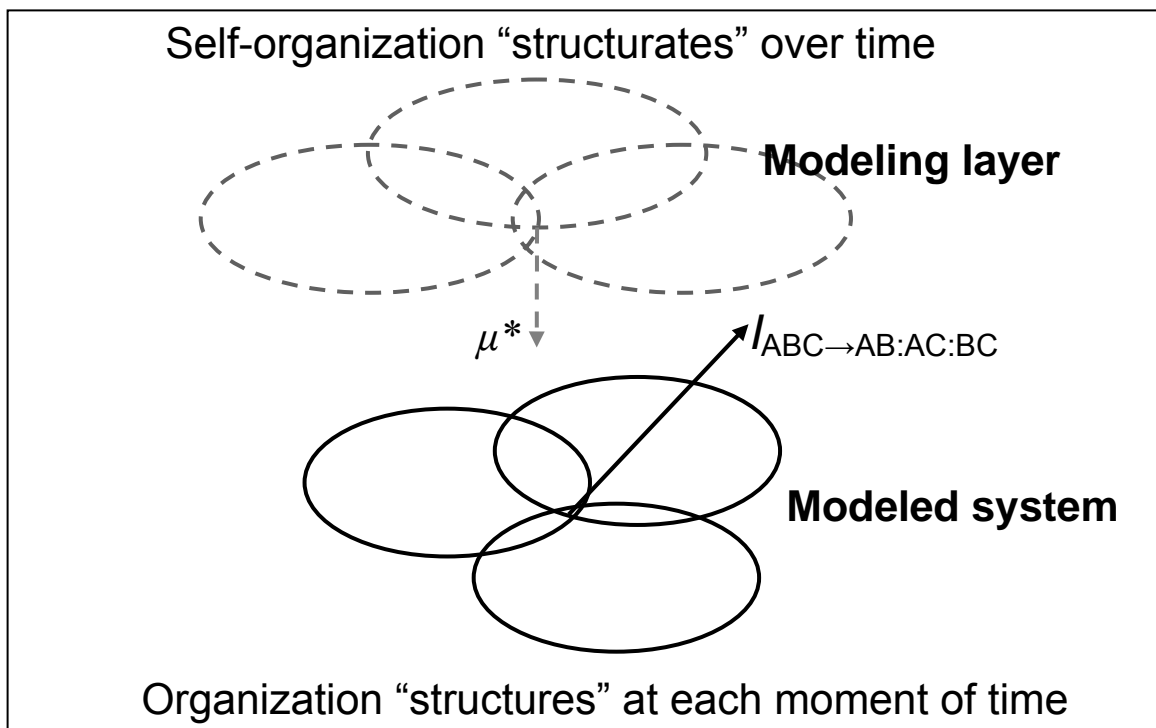 Self-organization “structurates” over time
Modeling layer
μ*
I_ABC→AB:AC:BC
Modeled system
Organization “structures” at each moment of time